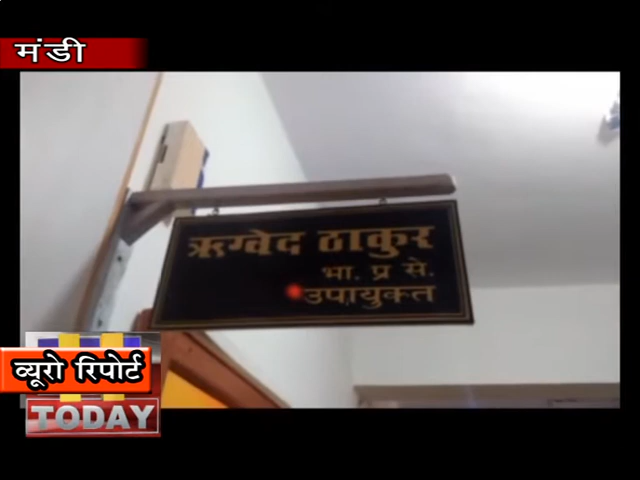 मंडी
ऋग्वेद ठाकुर
भा. प्र से.
उपायुक्त
ब्यूरो रिपोर्ट
TODAY